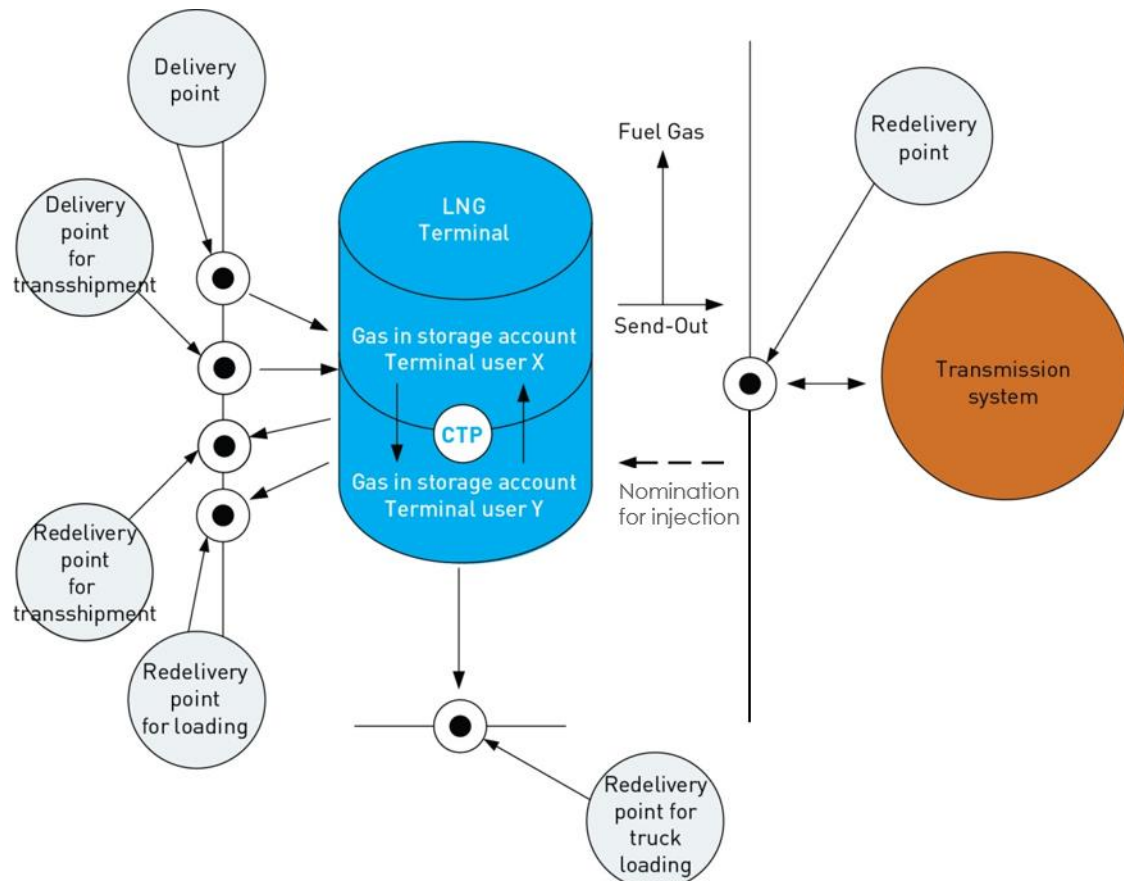 Delivery
point
Delivery
point
for
transshipment
Redelivery
point
for
transshipment
Redelivery
point
for loading
LNG
Terminal
Gas in storage account
Terminal user X
CTP
Gas in storage account
Terminal user Y
Fuel Gas
Send-Out
Nomination
for injection
Redelivery
point
Transmission
system
Redelivery
point for
truck
loading